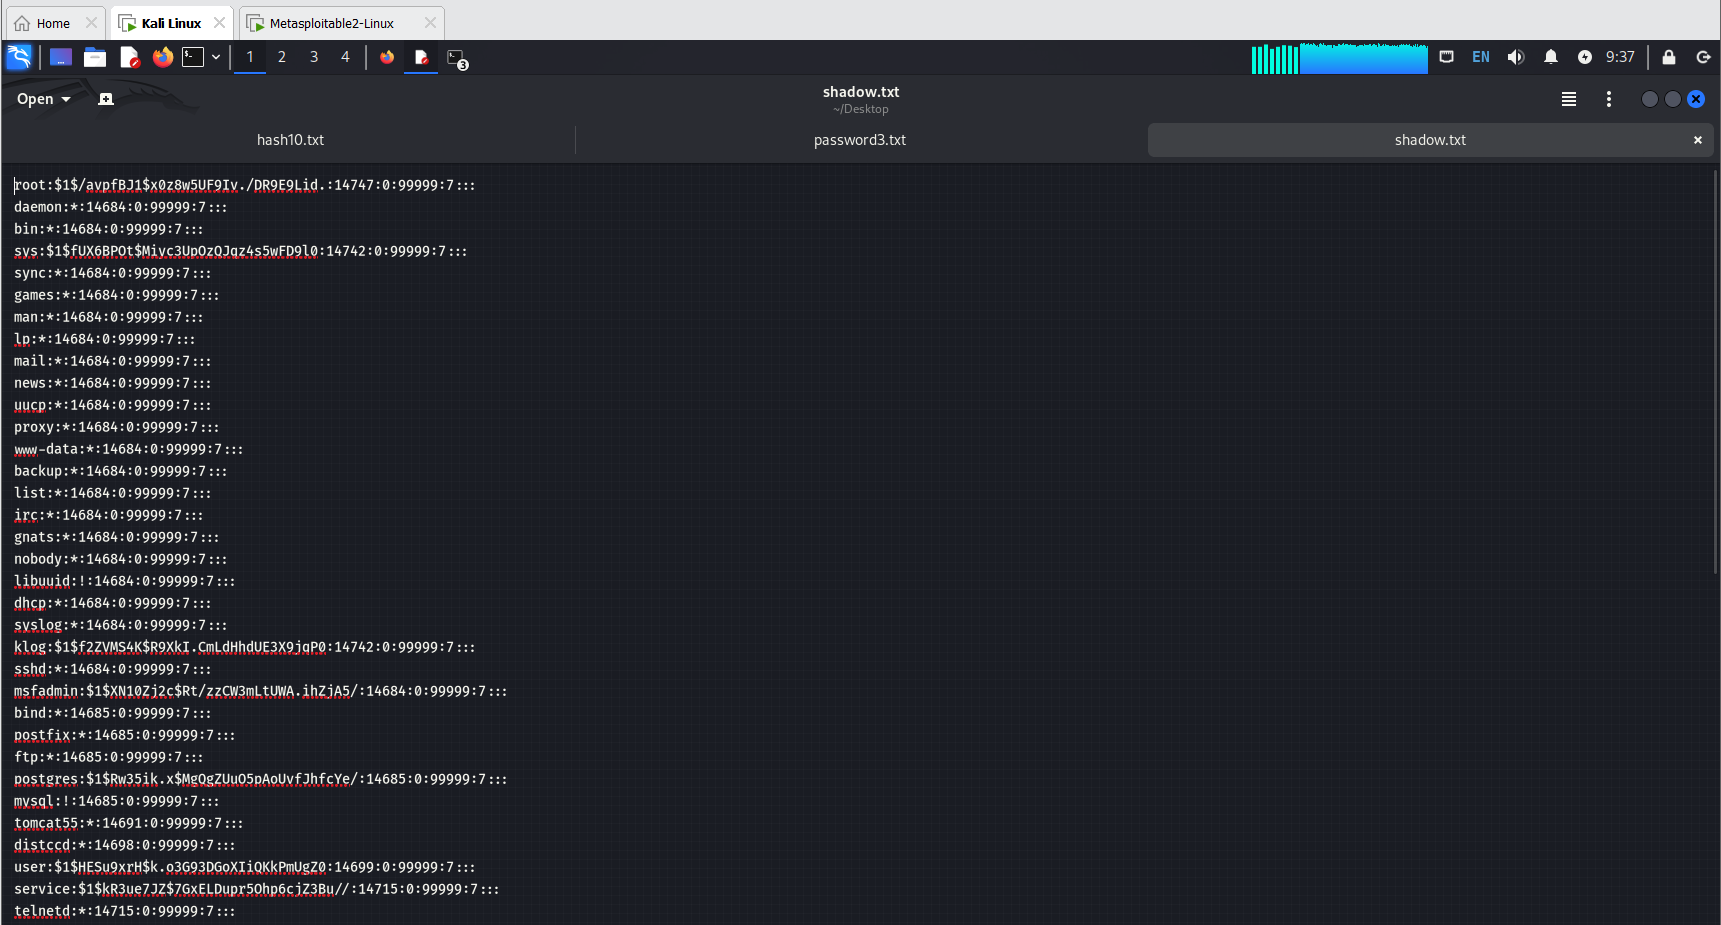 Home Kali Linux Metasploitable2-Linux
1 2 3 4 3 EN 9:37
Open shadow.txt
~/Desktop
hash10.txt password3.txt shadow.txt
root:$1$/avpfBJ1$x0z8w5UF9Iv./DR9E9Lid.:14747:0:99999:7:::
daemon:*:14684:0:99999:7:::
bin:*:14684:0:99999:7:::
sys:$1$fUX6BPOt$Miyc3UpOzQJqz4s5wFD9l0:14742:0:99999:7:::
sync:*:14684:0:99999:7:::
games:*:14684:0:99999:7:::
man:*:14684:0:99999:7:::
lp:*:14684:0:99999:7:::
mail:*:14684:0:99999:7:::
news:*:14684:0:99999:7:::
uucp:*:14684:0:99999:7:::
proxy:*:14684:0:99999:7:::
www-data:*:14684:0:99999:7:::
backup:*:14684:0:99999:7:::
list:*:14684:0:99999:7:::
irc:*:14684:0:99999:7:::
gnats:*:14684:0:99999:7:::
nobody:*:14684:0:99999:7:::
libuuid:!:14684:0:99999:7:::
dhcp:*:14684:0:99999:7:::
syslog:*:14684:0:99999:7:::
klog:$1$f2ZVMS4K$R9XkI.CmLdHhdUE3X9jqP0:14742:0:99999:7:::
sshd:*:14684:0:99999:7:::
msfadmin:$1$XN10Zj2c$Rt/zzCW3mLtUWA.ihZjA5/:14684:0:99999:7:::
bind:*:14685:0:99999:7:::
postfix:*:14685:0:99999:7:::
ftp:*:14685:0:99999:7:::
postgres:$1$Rw35ik.x$MgQgZUuO5pAoUvfJhfcYe/:14685:0:99999:7:::
mysql:!:14685:0:99999:7:::
tomcat55:*:14691:0:99999:7:::
distccd:*:14698:0:99999:7:::
user:$1$HESu9xrH$k.o3G93DGoXIiQKkPmUgZ0:14699:0:99999:7:::
service:$1$kR3ue7JZ$7GxELDupr5Ohp6cjZ3Bu//:14715:0:99999:7:::
telnetd:*:14715:0:99999:7:::